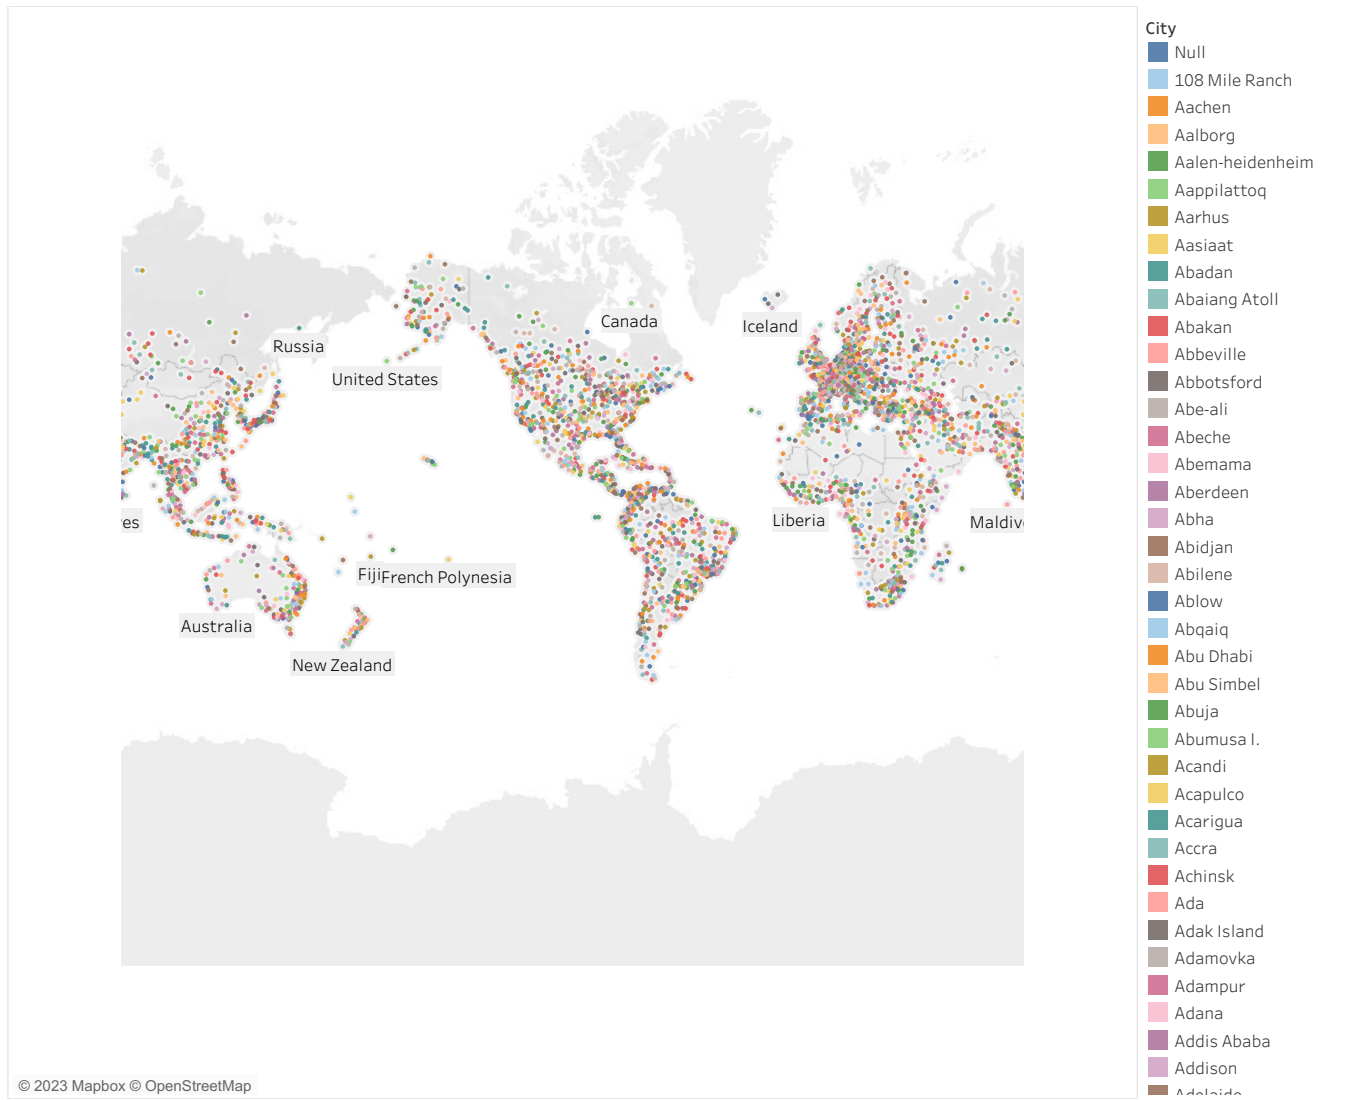 City
Null
108 Mile Ranch
Aachen
Aalborg
Aalen-heidenheim
Aappilattoq
Aarhus
Aasiaat
Abadan
Abaiang Atoll
Abakan
Abbeville
Abbotsford
Abe-ali
Abeche
Abemama
Aberdeen
Abha
Abidjan
Abilene
Ablow
Abqaiq
Abu Dhabi
Abu Simbel
Abuja
Abumusa I.
Acandi
Acapulco
Acarigua
Accra
Achinsk
Ada
Adak Island
Adamovka
Adampur
Adana
Addis Ababa
Addison
Adelaide
Canada
Iceland
Russia
United States
es
Liberia
Maldiv
Fiji
French Polynesia
Australia
New Zealand
© 2023 Mapbox © OpenStreetMap